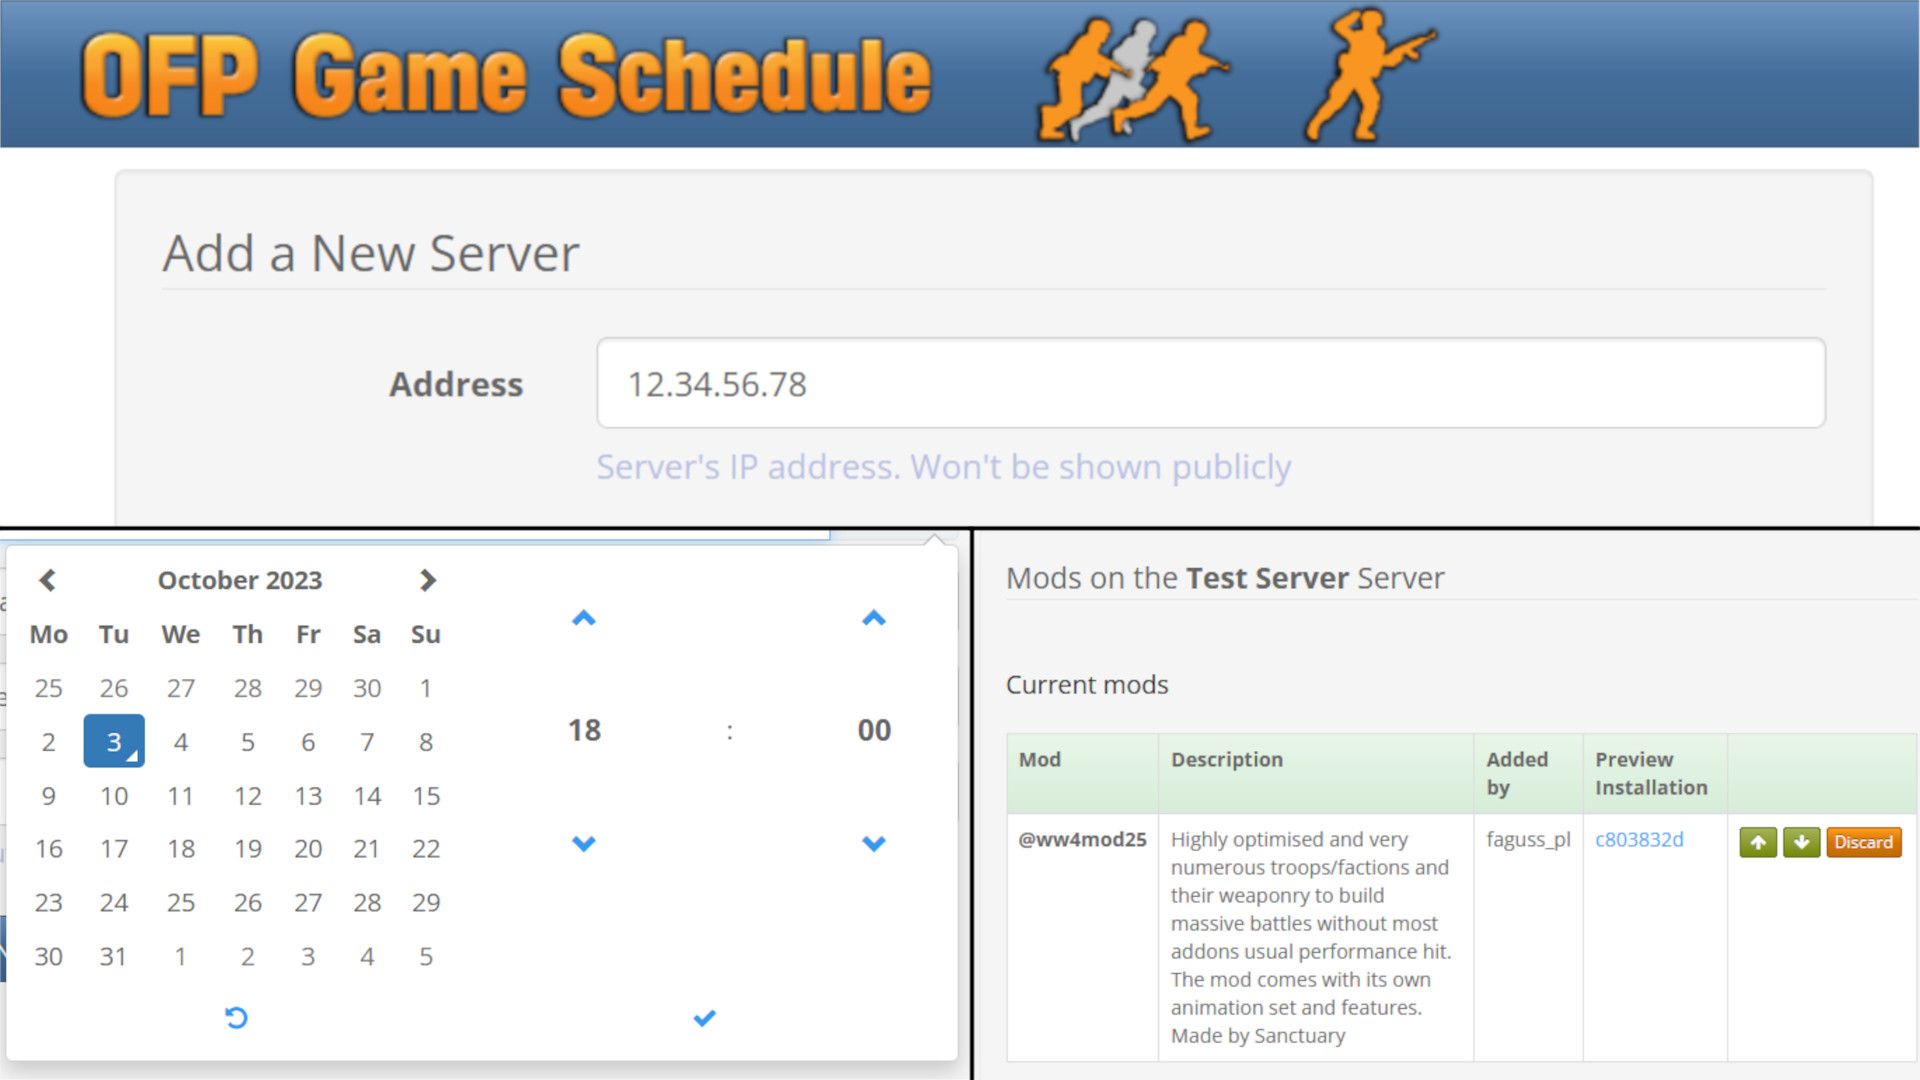 OFP Game Schedule
Add a New Server
Address
12.34.56.78
Server's IP address. Won't be shown publicly
October 2023
Mo Tu We Th Fr Sa Su
25 26 27 28 29 30 1
2 3 4 5 6 7 8
9 10 11 12 13 14 15
16 17 18 19 20 21 22
23 24 25 26 27 28 29
30 31 1 2 3 4 5
18 : 00
Mods on the Test Server Server
Current mods
Mod Description Added by Preview Installation
@ww4mod25
Highly optimised and very
numerous troops/factions and
their weaponry to build
massive battles without most
addons usual performance hit.
The mod comes with its own
animation set and features.
Made by Sanctuary
faguss_pl
c803832d
Discard